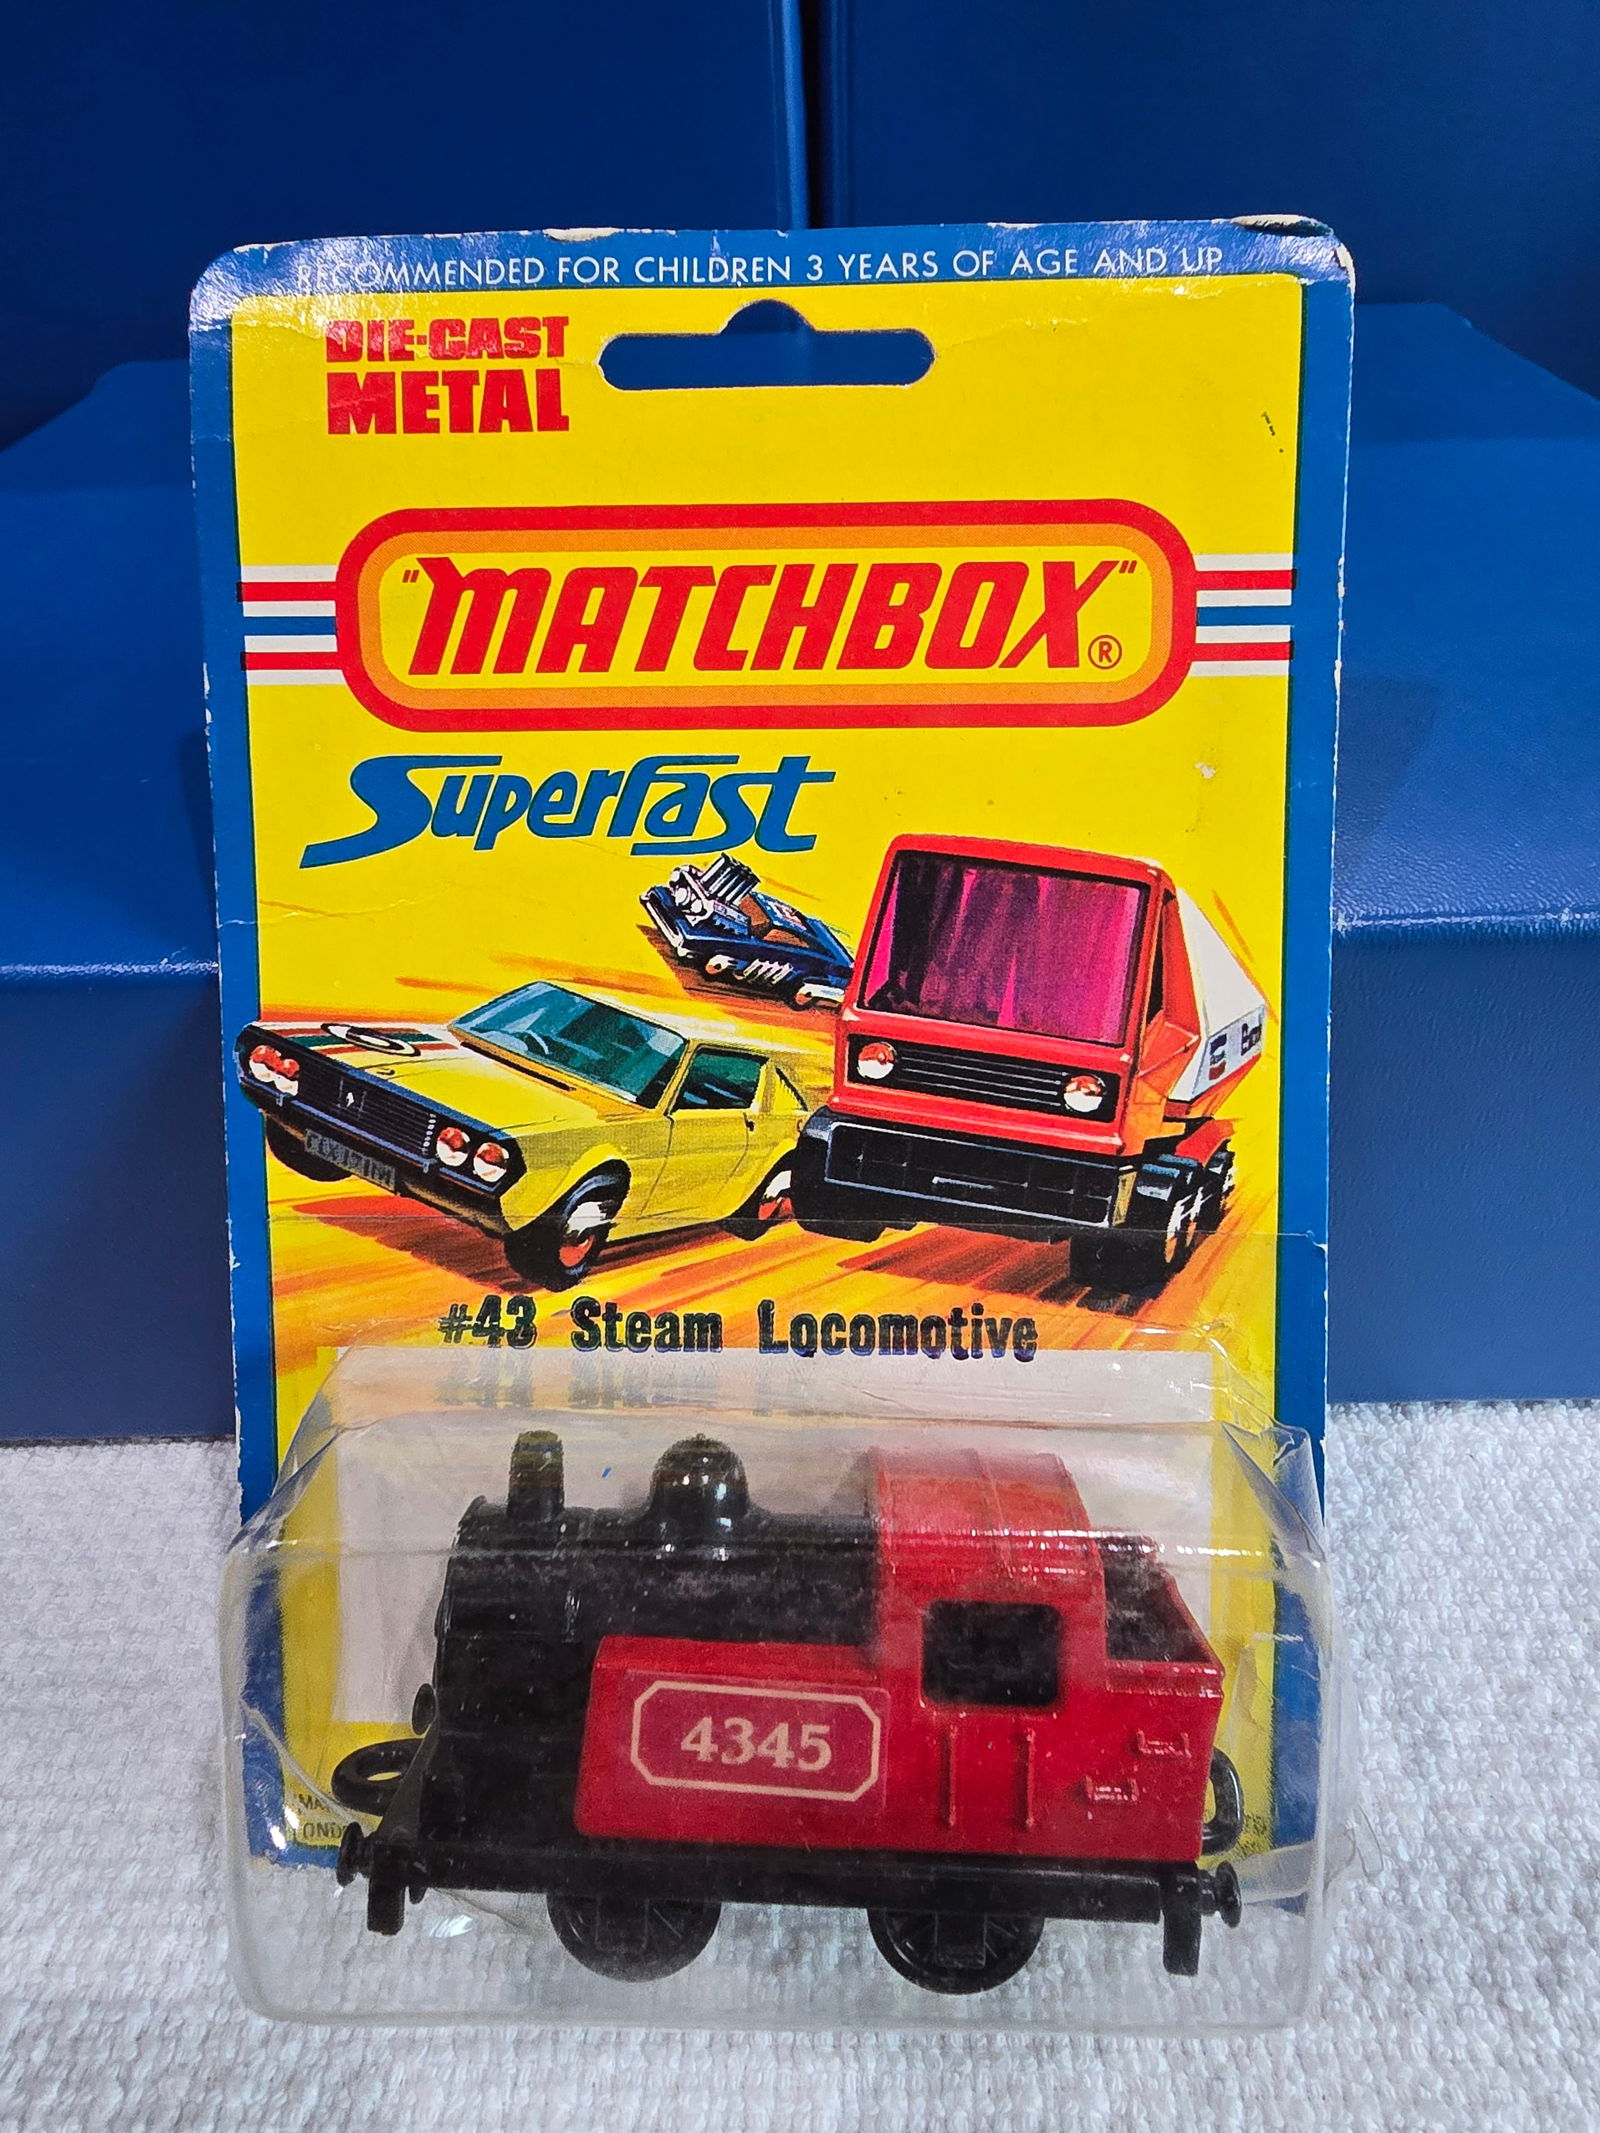 RECOMMENDED FOR CHILDREN 3 YEARS OF AGE AND UP
DIE-CAST
METAL
"MATCHBOX"®
Superfast
#43 Steam Locomotive
4345